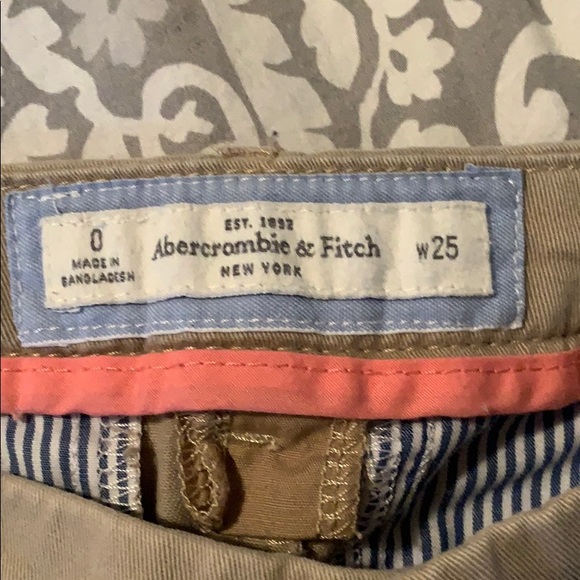 0
MADE IN
BANGLADESH
EST. 1892
Abercrombie & Fitch
NEW YORK
W25